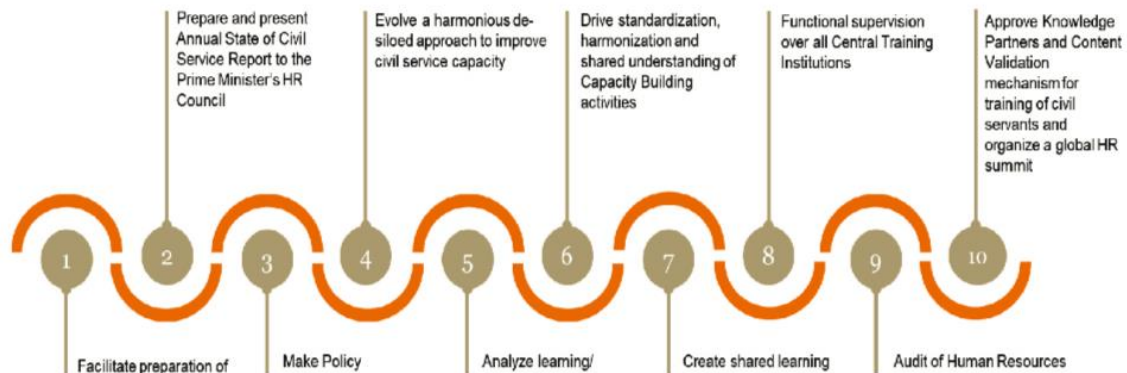 Prepare and present
Annual State of Civil
Service Report to the
Prime Minister's HR
Council
Evolve a harmonious de-
siloed approach to improve
civil service capacity
Drive standardization,
harmonization and
shared understanding of
Capacity Building
activities
Functional supervision
over all Central Training
Institutions
Approve Knowledge
Partners and Content
Validation
mechanism for
training of civil
servants and
organize a global HR
summit
1
2
3
4
5
6
7
8
9
10
Facilitate preparation of
Make Policy
Analyze learning/
Create shared learning
Audit of Human Resources